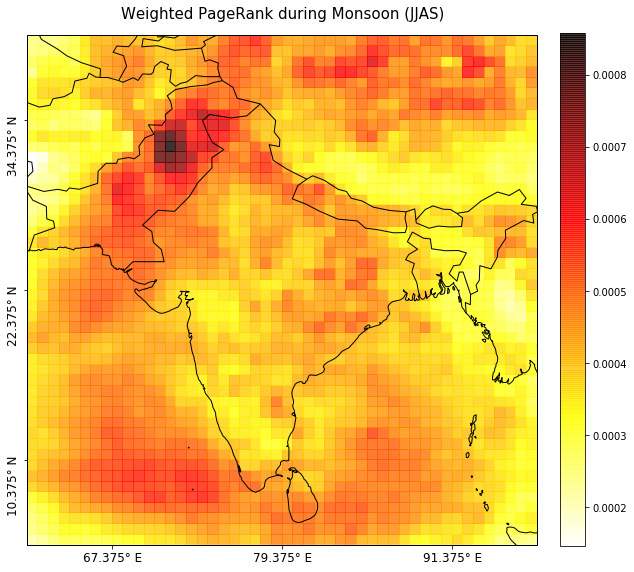 Weighted PageRank during Monsoon (JJAS)
34.375° N
22.375° N
10.375° N
67.375° E
79.375° E
91.375° E
0.0008
0.0007
0.0006
0.0005
0.0004
0.0003
0.0002